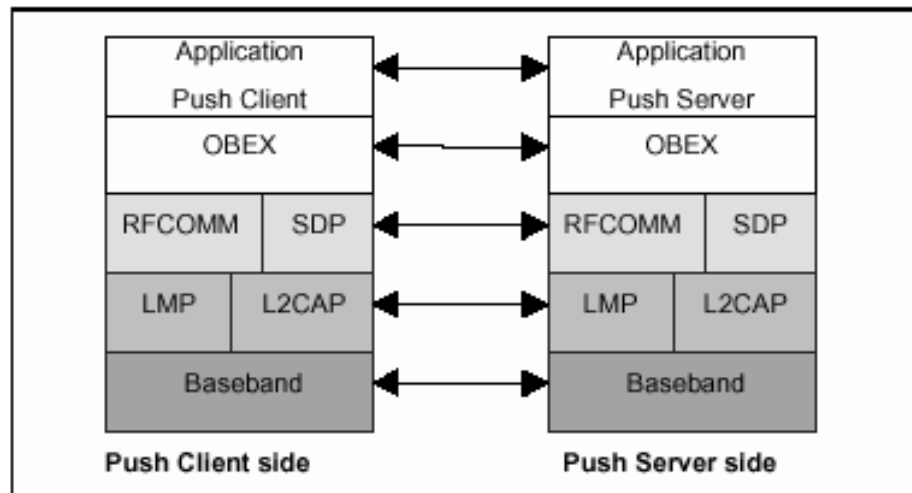 Application
Push Client
OBEX
RFCOMM SDP
LMP L2CAP
Baseband
Push Client side
Application
Push Server
OBEX
RFCOMM SDP
LMP L2CAP
Baseband
Push Server side